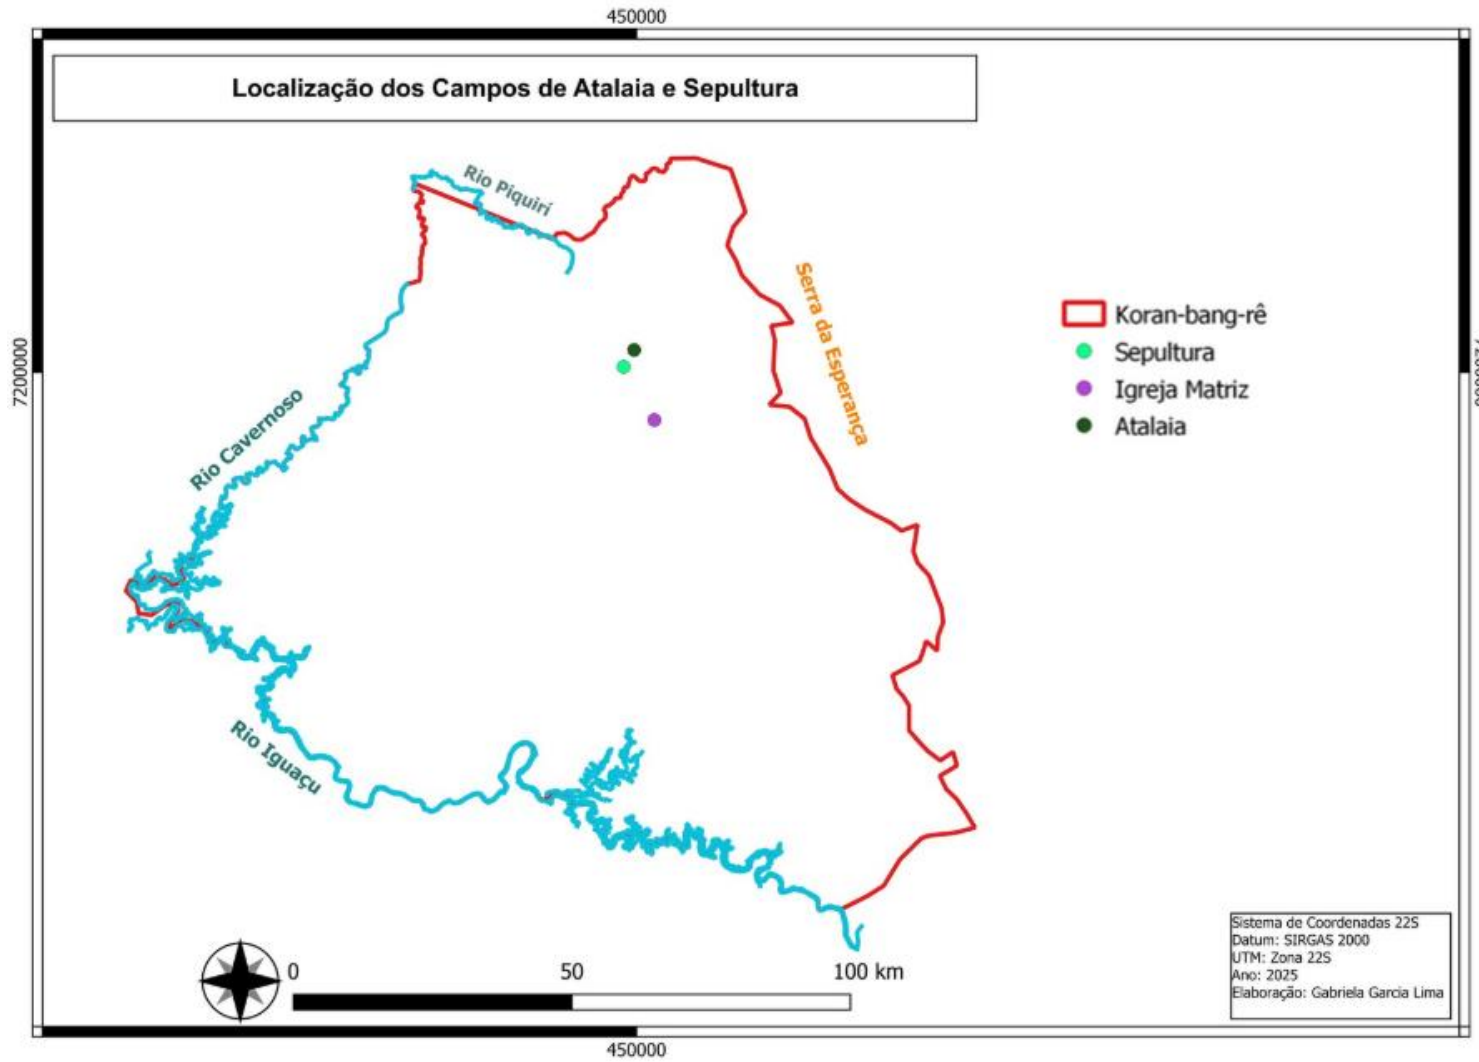 450000
Localização dos Campos de Atalaia e Sepultura
Rio Piquirí
Serra da Esperança
Koran-bang-rê
Sepultura
Igreja Matriz
Atalaia
7200000
Rio Cavernoso
Rio Iguaçu
0 50 100 km
Sistema de Coordenadas 22S
Datum: SIRGAS 2000
UTM: Zona 22S
Ano: 2025
Elaboração: Gabriela Garcia Lima
450000